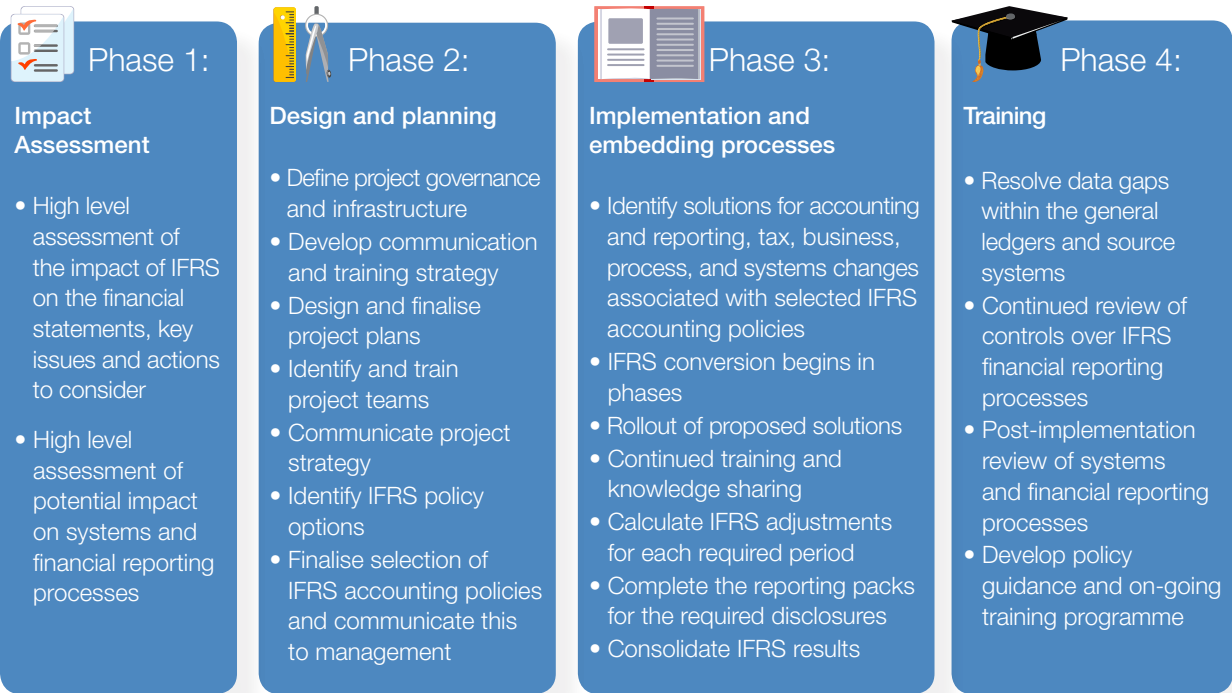 Phase 1:
Impact
Assessment
• High level
assessment of
the impact of IFRS
on the financial
statements, key
issues and actions
to consider
• High level
assessment of
potential impact
on systems and
financial reporting
processes
Phase 2:
Design and planning
• Define project governance
and infrastructure
• Develop communication
and training strategy
• Design and finalise
project plans
• Identify and train
project teams
• Communicate project
strategy
• Identify IFRS policy
options
• Finalise selection of
IFRS accounting policies
and communicate this
to management
Phase 3:
Implementation and
embedding processes
• Identify solutions for accounting
and reporting, tax, business,
process, and systems changes
associated with selected IFRS
accounting policies
• IFRS conversion begins in
phases
• Rollout of proposed solutions
• Continued training and
knowledge sharing
• Calculate IFRS adjustments
for each required period
• Complete the reporting packs
for the required disclosures
• Consolidate IFRS results
Phase 4:
Training
• Resolve data gaps
within the general
ledgers and source
systems
• Continued review of
controls over IFRS
financial reporting
processes
• Post-implementation
review of systems
and financial reporting
processes
• Develop policy
guidance and on-going
training programme